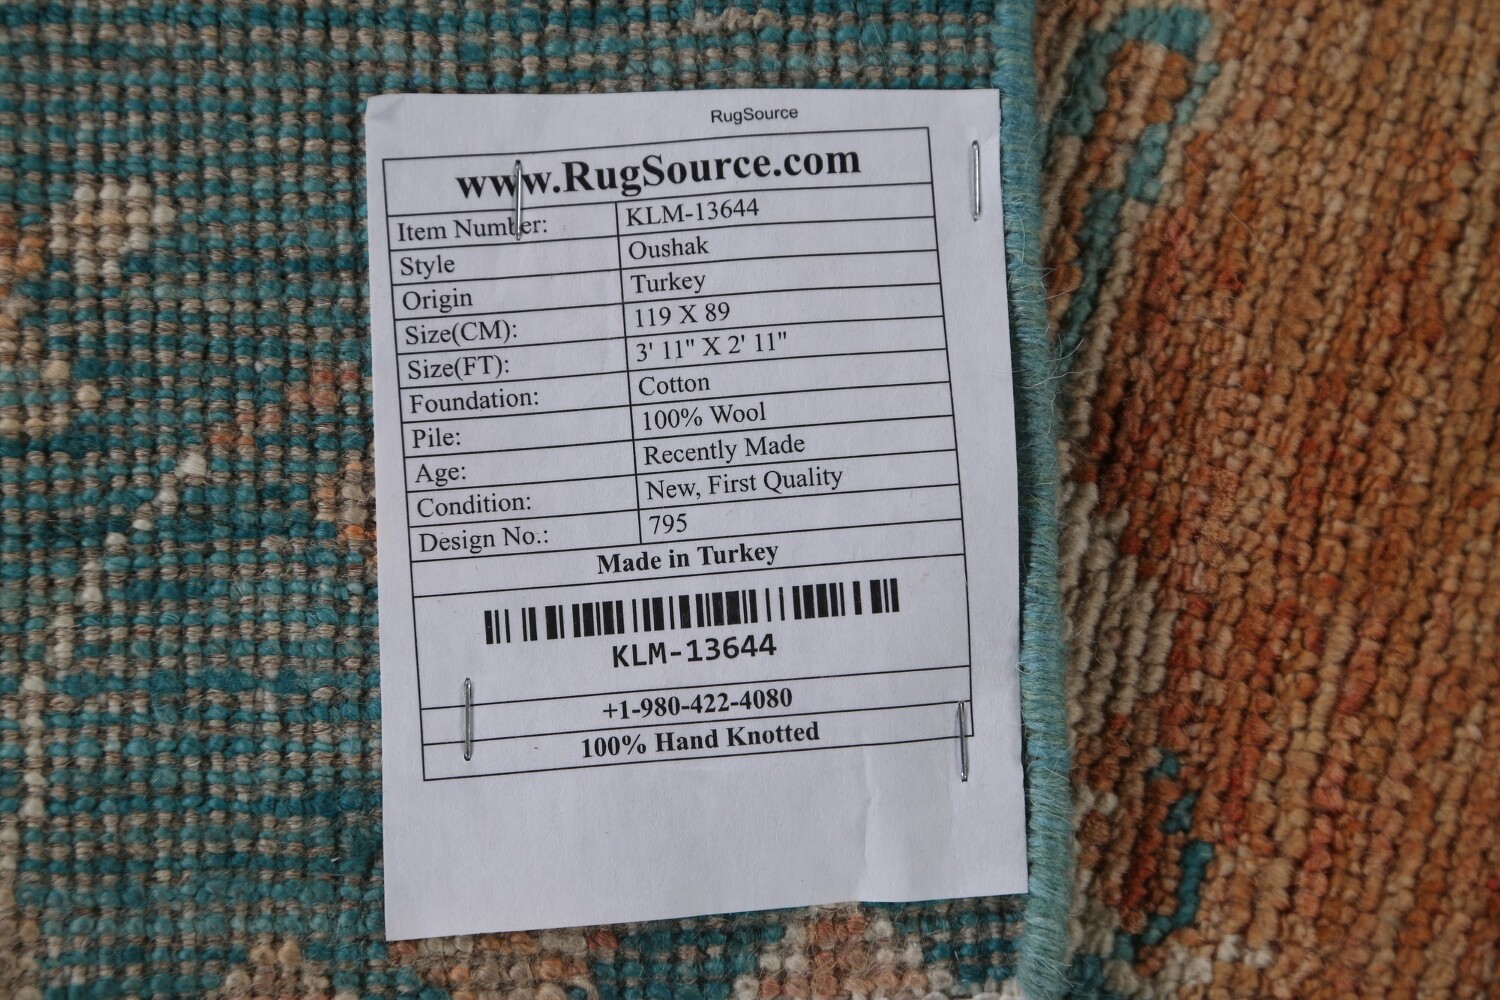 RugSource
www.RugSource.com
Item Number: KLM-13644
Style Oushak
Origin Turkey
Size(CM): 119 X 89
Size(FT): 3' 11" X 2' 11"
Foundation: Cotton
Pile: 100% Wool
Age: Recently Made
Condition: New, First Quality
Design No.: 795
Made in Turkey
KLM-13644
+1-980-422-4080
100% Hand Knotted